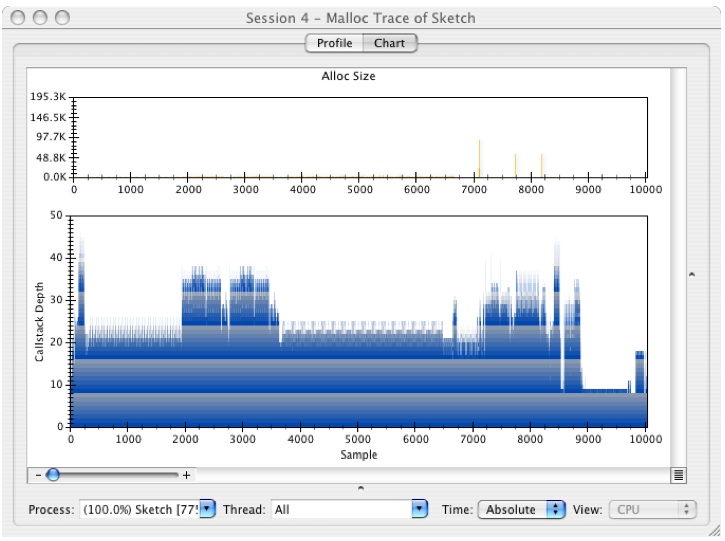 Session 4 – Malloc Trace of Sketch
Profile Chart
Alloc Size
195.3K
146.5K
97.7K
48.8K
0.0K
0 1000 2000 3000 4000 5000 6000 7000 8000 9000 10000
50
40
30
20
10
0
Callstack Depth
0 1000 2000 3000 4000 5000 6000 7000 8000 9000 10000
Sample
- +
Process: (100.0%) Sketch [77 Thread: All Time: Absolute View: CPU